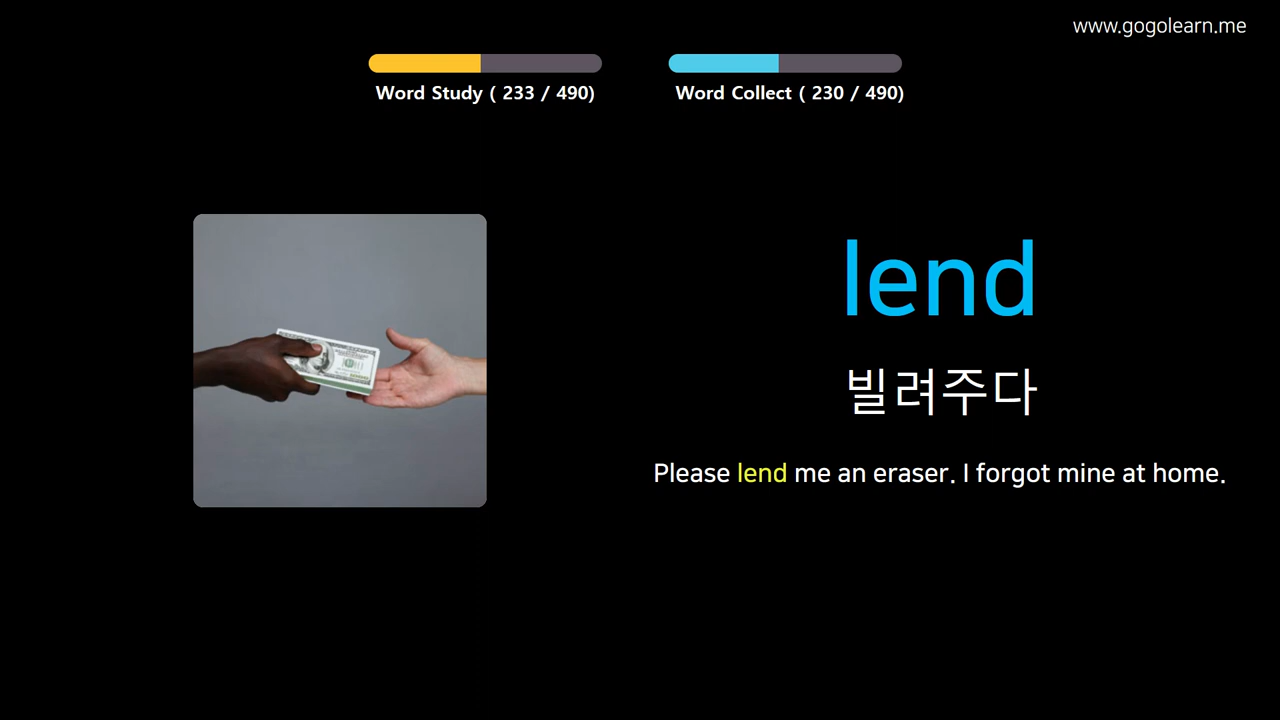 www.gogolearn.me
Word Study ( 233 / 490)
Word Collect ( 230 / 490)
lend
빌려주다
Please lend me an eraser. I forgot mine at home.